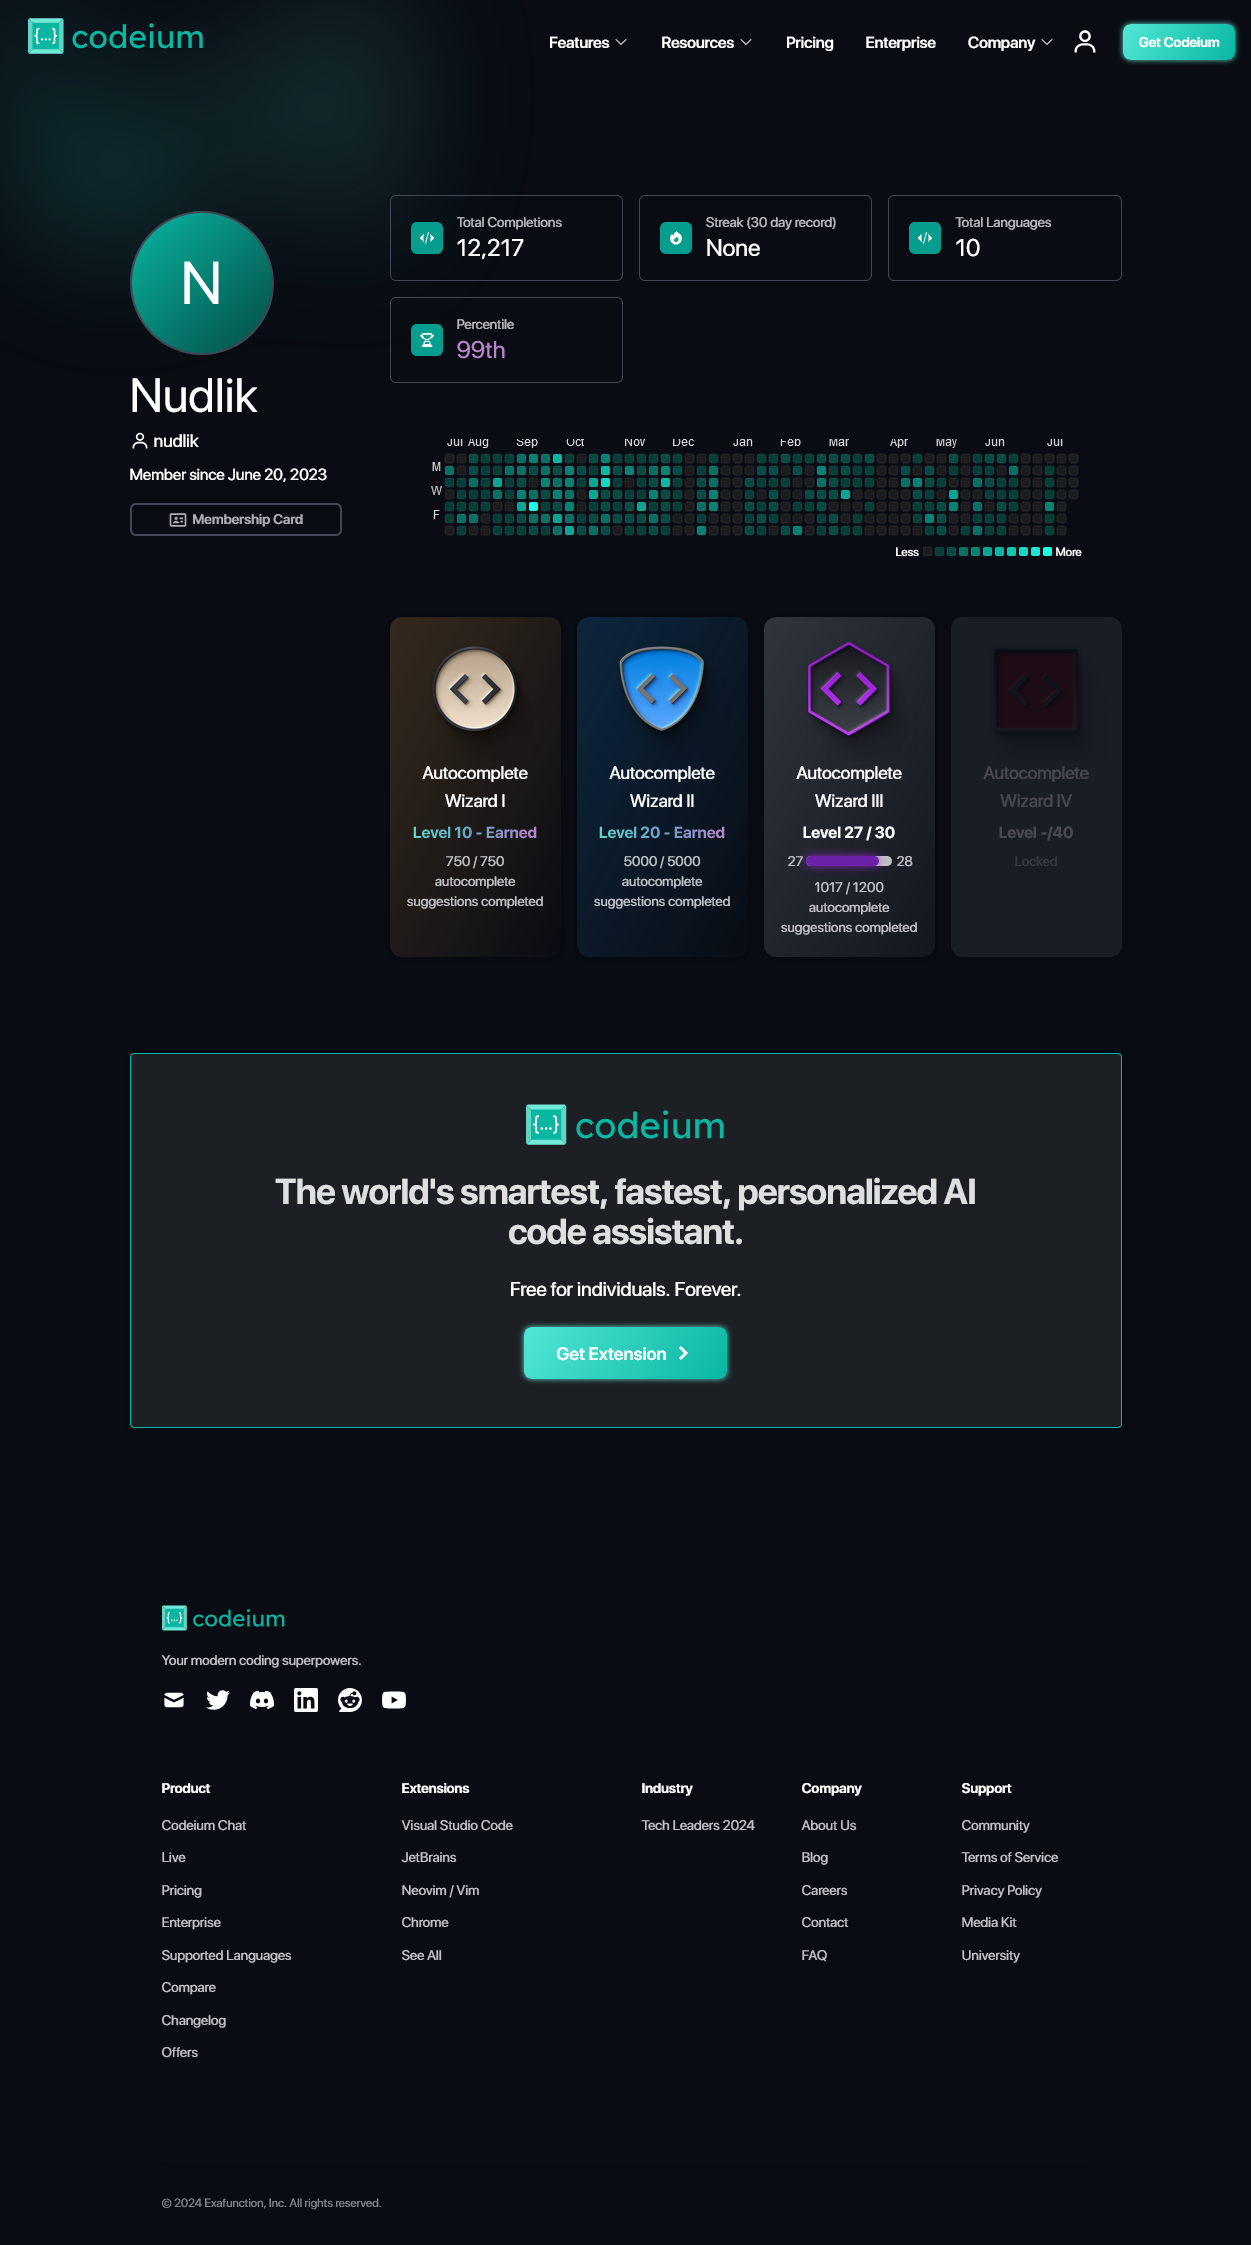 {...} codeium
Features
Resources
Pricing
Enterprise
Company
Get Codeium
N
Nudlik
nudlik
Member since June 20, 2023
Membership Card
Total Completions
12,217
Streak (30 day record)
None
Total Languages
10
Percentile
99th
Jul Aug Sep Oct Nov Dec Jan Feb Mar Apr May Jun Jul
M
W
F
Less More
Autocomplete
Wizard I
Level 10 - Earned
750 / 750
autocomplete
suggestions completed
Autocomplete
Wizard II
Level 20 - Earned
5000 / 5000
autocomplete
suggestions completed
Autocomplete
Wizard III
Level 27 / 30
27 28
1017 / 1200
autocomplete
suggestions completed
Autocomplete
Wizard IV
Level -/40
Locked
{...} codeium
The world's smartest, fastest, personalized AI
code assistant.
Free for individuals. Forever.
Get Extension
{...} codeium
Your modern coding superpowers.
Product
Codeium Chat
Live
Pricing
Enterprise
Supported Languages
Compare
Changelog
Offers
Extensions
Visual Studio Code
JetBrains
Neovim / Vim
Chrome
See All
Industry
Tech Leaders 2024
Company
About Us
Blog
Careers
Contact
FAQ
Support
Community
Terms of Service
Privacy Policy
Media Kit
University
© 2024 Exafunction, Inc. All rights reserved.